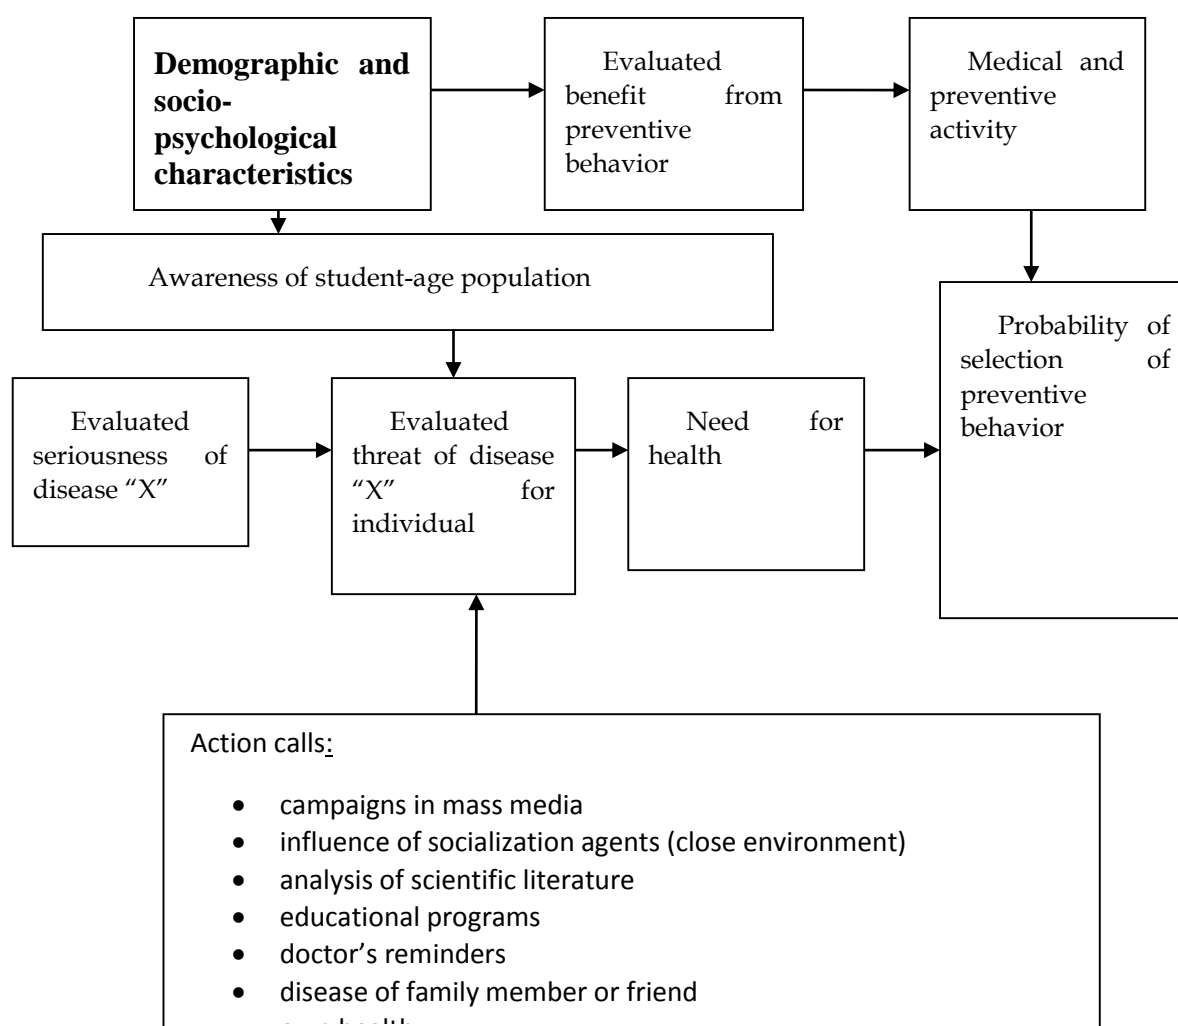 Demographic and
socio-
psychological
characteristics
Evaluated
benefit from
preventive
behavior
Medical and
preventive
activity
Awareness of student-age population
Probability of
selection of
preventive
behavior
Evaluated
seriousness of
disease “X”
Evaluated
threat of disease
“X” for
individual
Need for
health
Action calls:
• campaigns in mass media
• influence of socialization agents (close environment)
• analysis of scientific literature
• educational programs
• doctor’s reminders
• disease of family member or friend
health